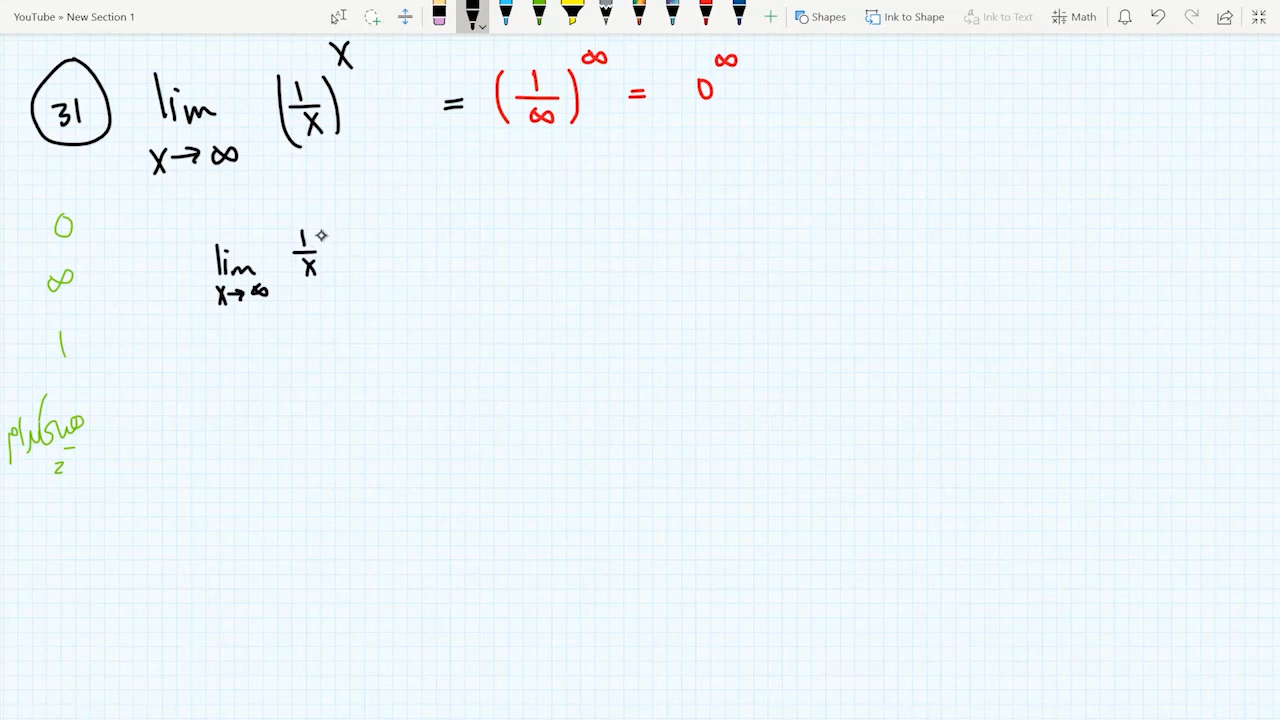 YouTube » New Section 1
Shapes Ink to Shape Ink to Text Math
31 lim x→∞ (1/x)^x = (1/∞)^∞ = 0^∞
0
∞
1
lim x→∞ 1/x
2